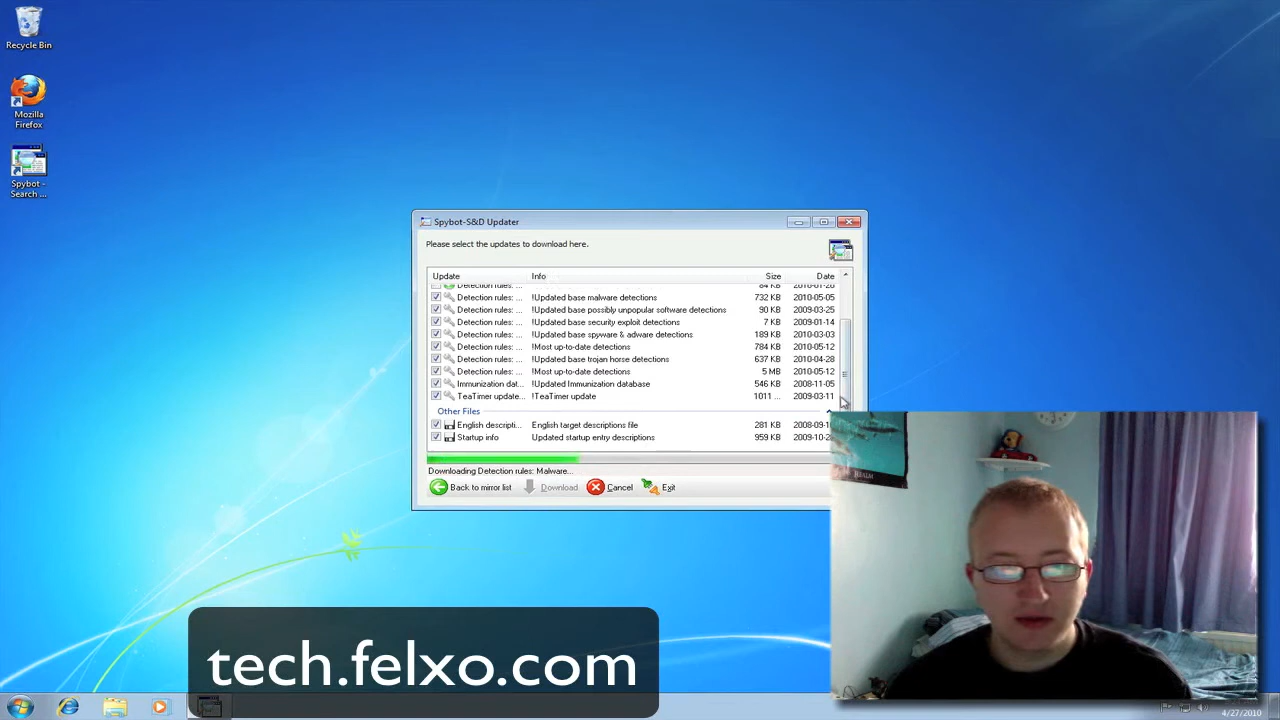 Recycle Bin
Mozilla
Firefox
Spybot -
Search ...
Spybot-S&D Updater
Please select the updates to download here.
Update Info Size Date
Detection rules: ... 84 KB 2010-01-26
Detection rules: ... !Updated base malware detections 732 KB 2010-05-05
Detection rules: ... !Updated base possibly unpopular software detections 90 KB 2009-03-25
Detection rules: ... !Updated base security exploit detections 7 KB 2009-01-14
Detection rules: ... !Updated base spyware & adware detections 189 KB 2010-03-03
Detection rules: ... !Most up-to-date detections 784 KB 2010-05-12
Detection rules: ... !Updated base trojan horse detections 637 KB 2010-04-28
Detection rules: ... !Most up-to-date detections 5 MB 2010-05-12
Immunization dat... !Updated Immunization database 546 KB 2008-11-05
TeaTimer update... !TeaTimer update 1011 ... 2009-03-11
Other Files
English descripti... English target descriptions file 281 KB
Startup info Updated startup entry descriptions 959 KB
Downloading Detection rules: Malware...
Back to mirror list Download Cancel Exit
tech.felxo.com
4/27/2010